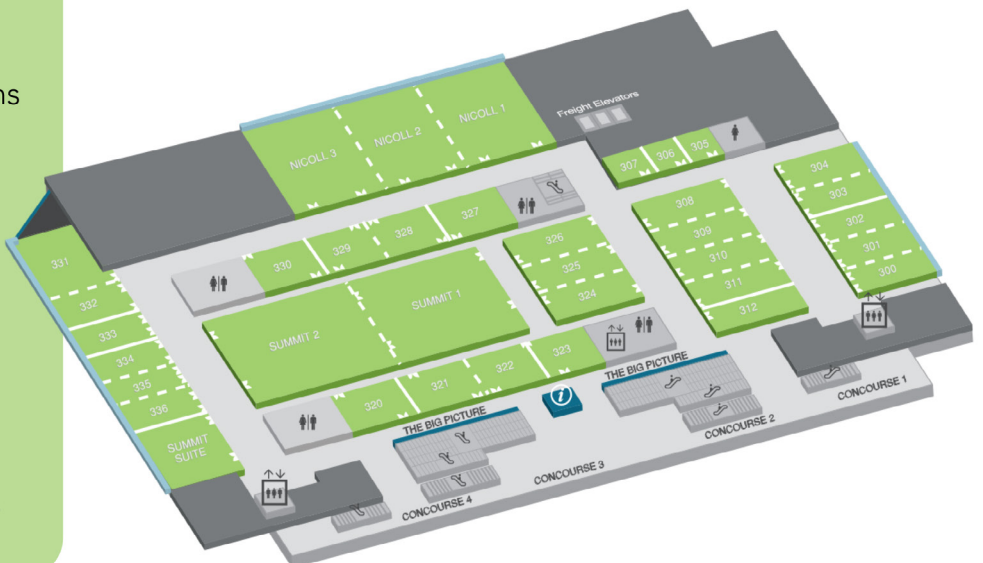 ns
Freight Elevators
NICOLL 1
NICOLL 2
NICOLL 3
305
306
307
304
303
302
301
300
308
309
310
311
312
327
328
329
330
326
325
324
SUMMIT 1
SUMMIT 2
331
332
333
334
335
336
SUMMIT
SUITE
323
322
321
320
THE BIG PICTURE
THE BIG PICTURE
i
CONCOURSE 1
CONCOURSE 2
CONCOURSE 3
CONCOURSE 4